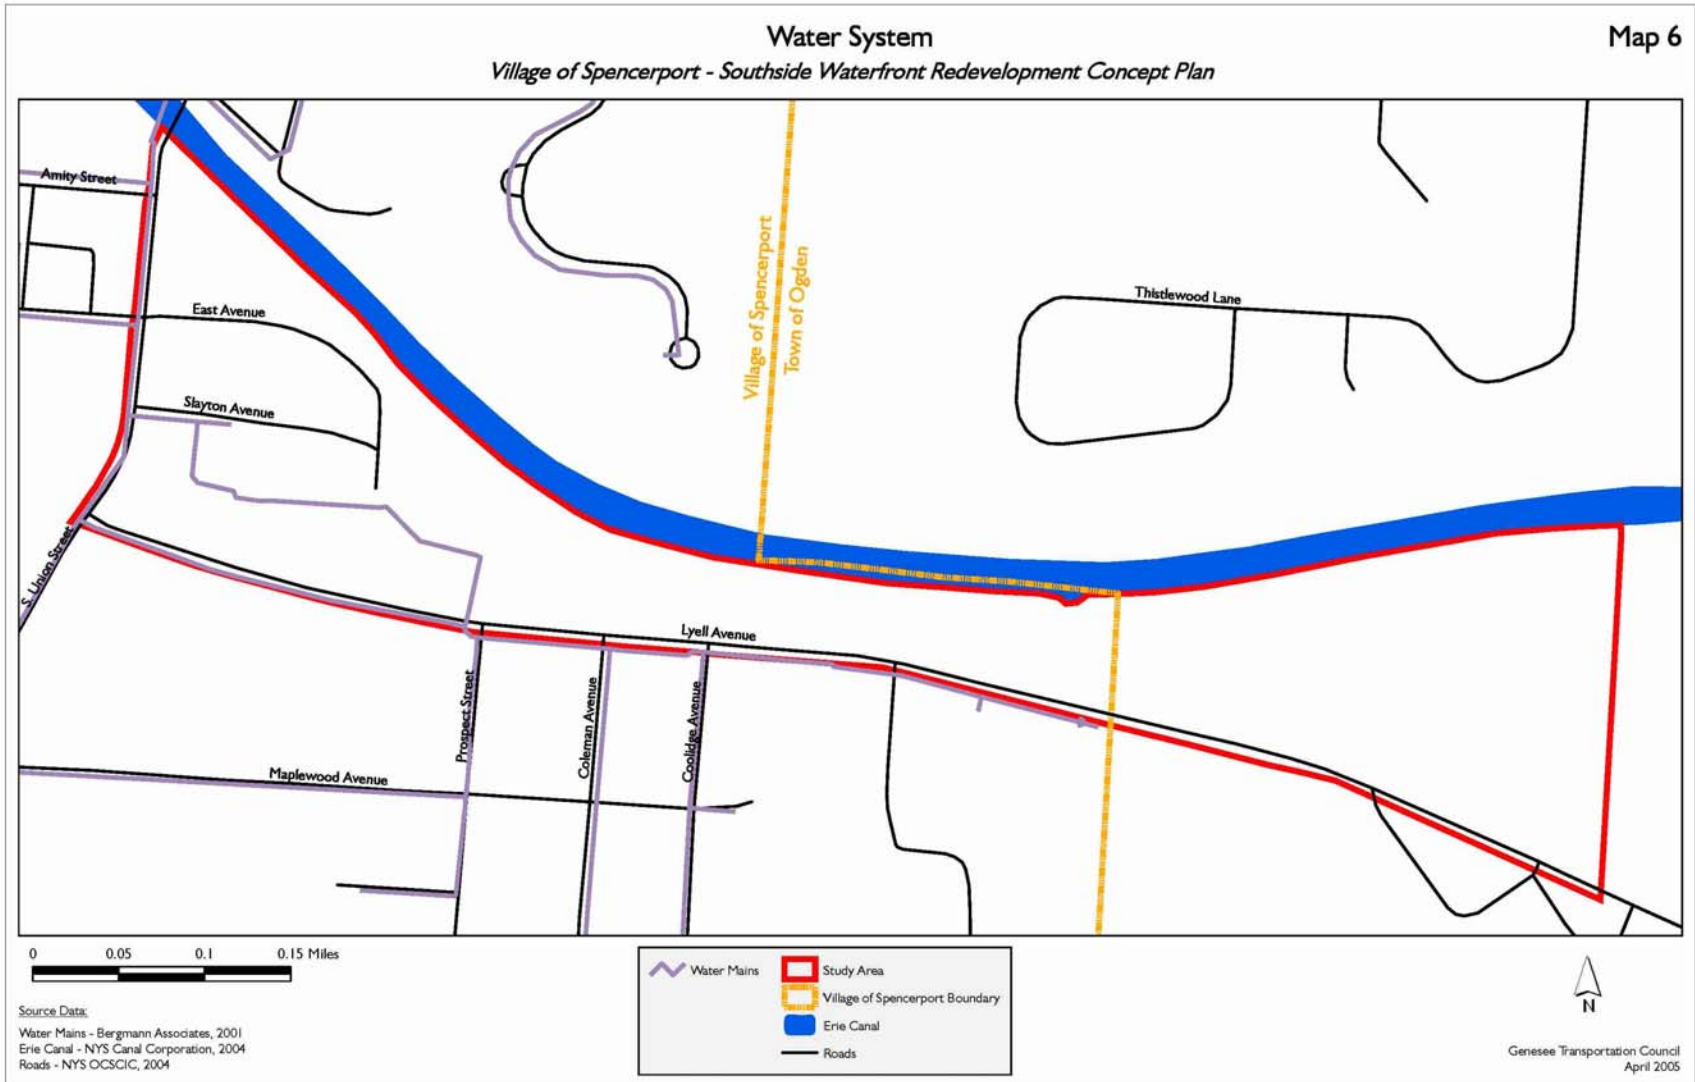 Water System
Map 6
Village of Spencerport - Southside Waterfront Redevelopment Concept Plan
Amity Street
East Avenue
Slayton Avenue
S. Union Street
Village of Spencerport
Town of Ogden
Thistlewood Lane
Lyell Avenue
Prospect Street
Coleman Avenue
Coolidge Avenue
Maplewood Avenue
0 0.05 0.1 0.15 Miles
Water Mains
Study Area
Village of Spencerport Boundary
Erie Canal
Roads
N
Source Data:
Water Mains - Bergmann Associates, 2001
Erie Canal - NYS Canal Corporation, 2004
Roads - NYS OCSCIC, 2004
Genesee Transportation Council
April 2005